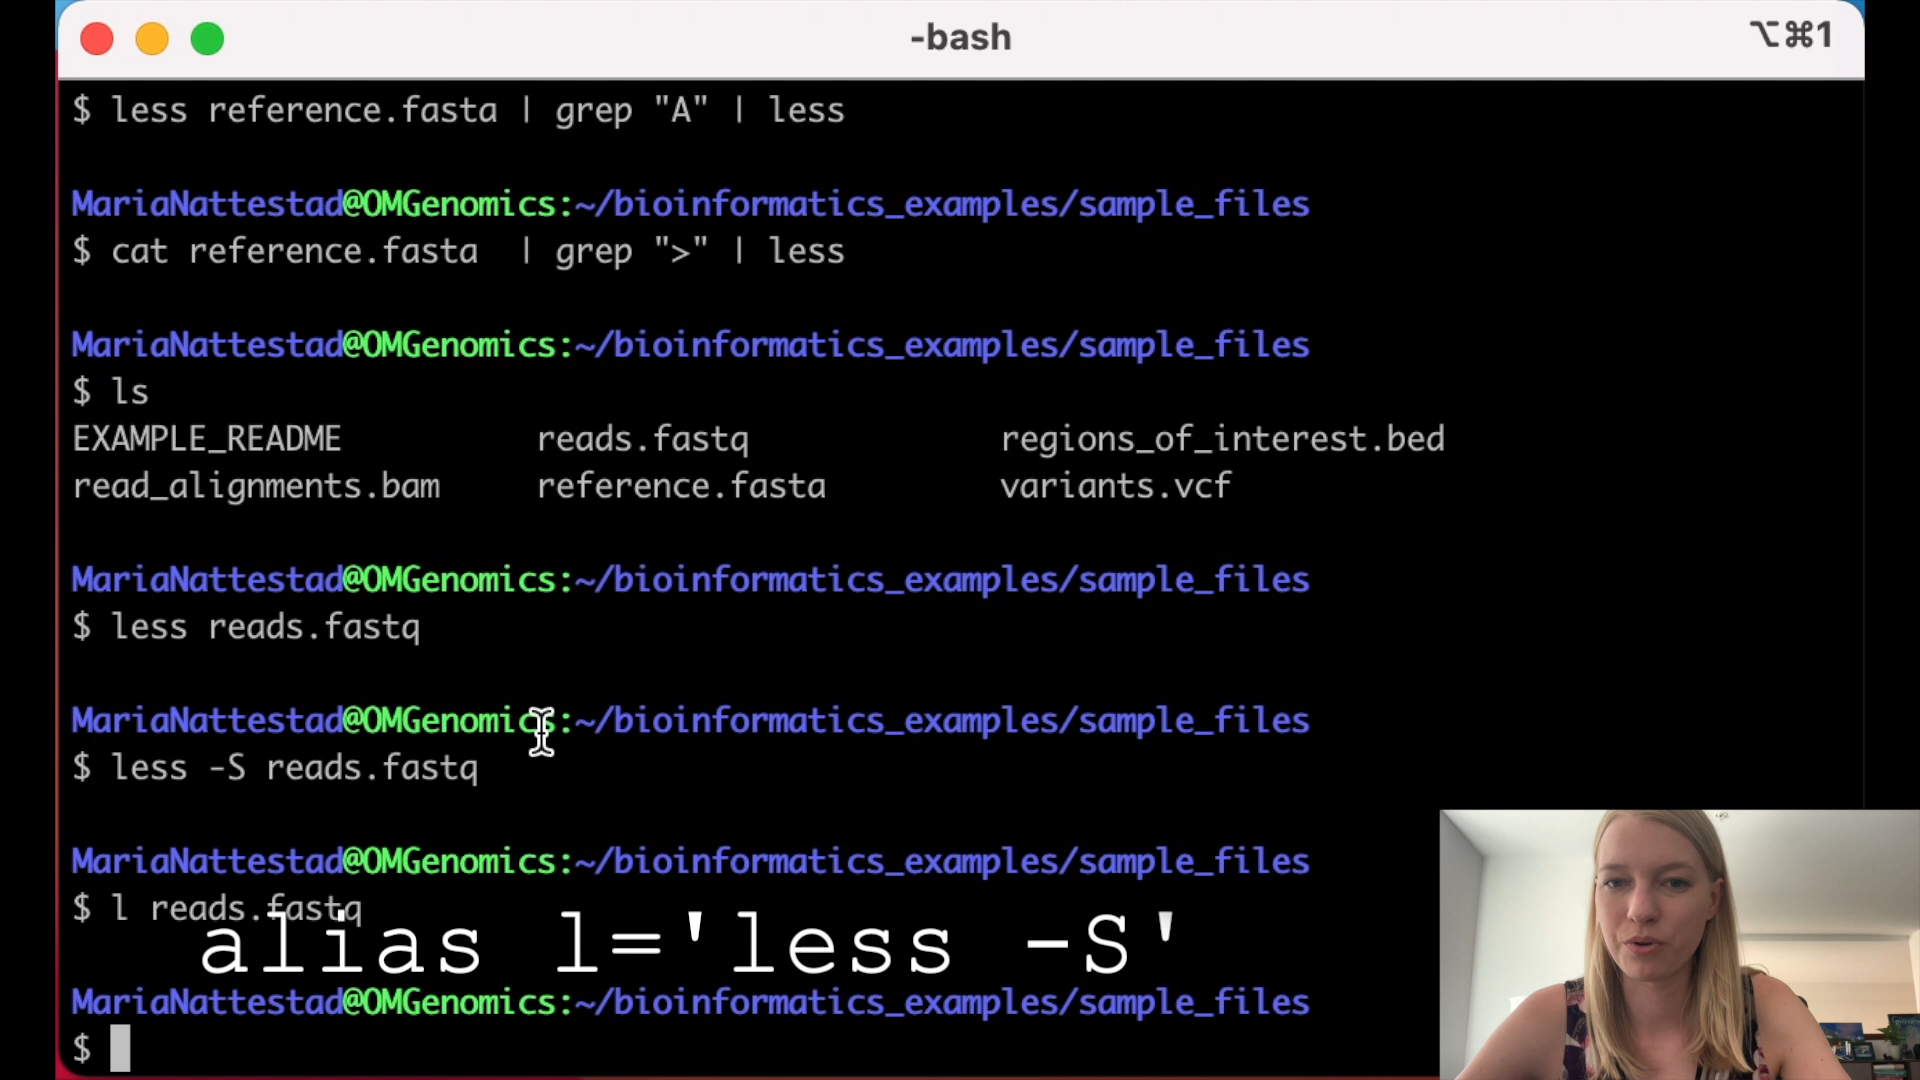 -bash
⌥⌘1
$ less reference.fasta | grep "A" | less
MariaNattestad@OMGenomics:~/bioinformatics_examples/sample_files
$ cat reference.fasta  | grep ">" | less
MariaNattestad@OMGenomics:~/bioinformatics_examples/sample_files
$ ls
EXAMPLE_README reads.fastq regions_of_interest.bed
read_alignments.bam reference.fasta variants.vcf
MariaNattestad@OMGenomics:~/bioinformatics_examples/sample_files
$ less reads.fastq
MariaNattestad@OMGenomics:~/bioinformatics_examples/sample_files
$ less -S reads.fastq
MariaNattestad@OMGenomics:~/bioinformatics_examples/sample_files
$ l reads.fastq
alias l='less -S'
MariaNattestad@OMGenomics:~/bioinformatics_examples/sample_files
$